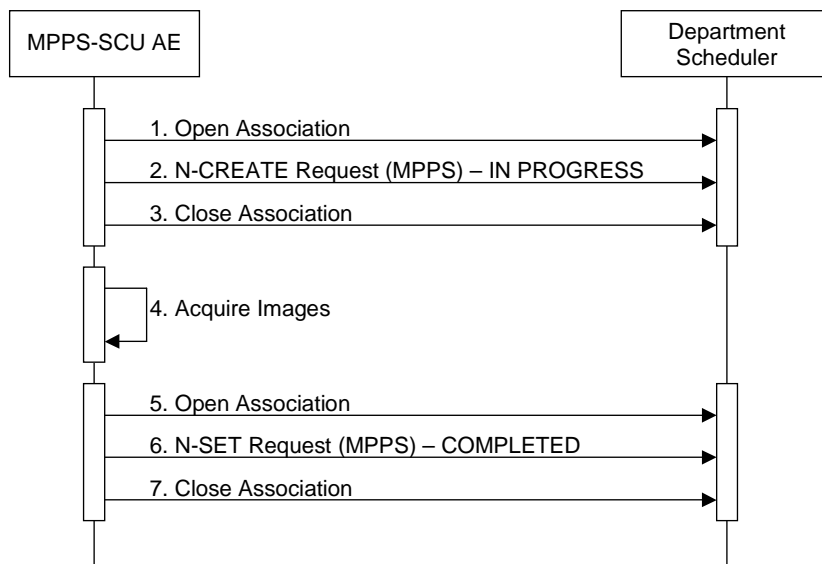 MPPS-SCU AE
Department
Scheduler
1. Open Association
2. N-CREATE Request (MPPS) – IN PROGRESS
3. Close Association
4. Acquire Images
5. Open Association
6. N-SET Request (MPPS) – COMPLETED
7. Close Association